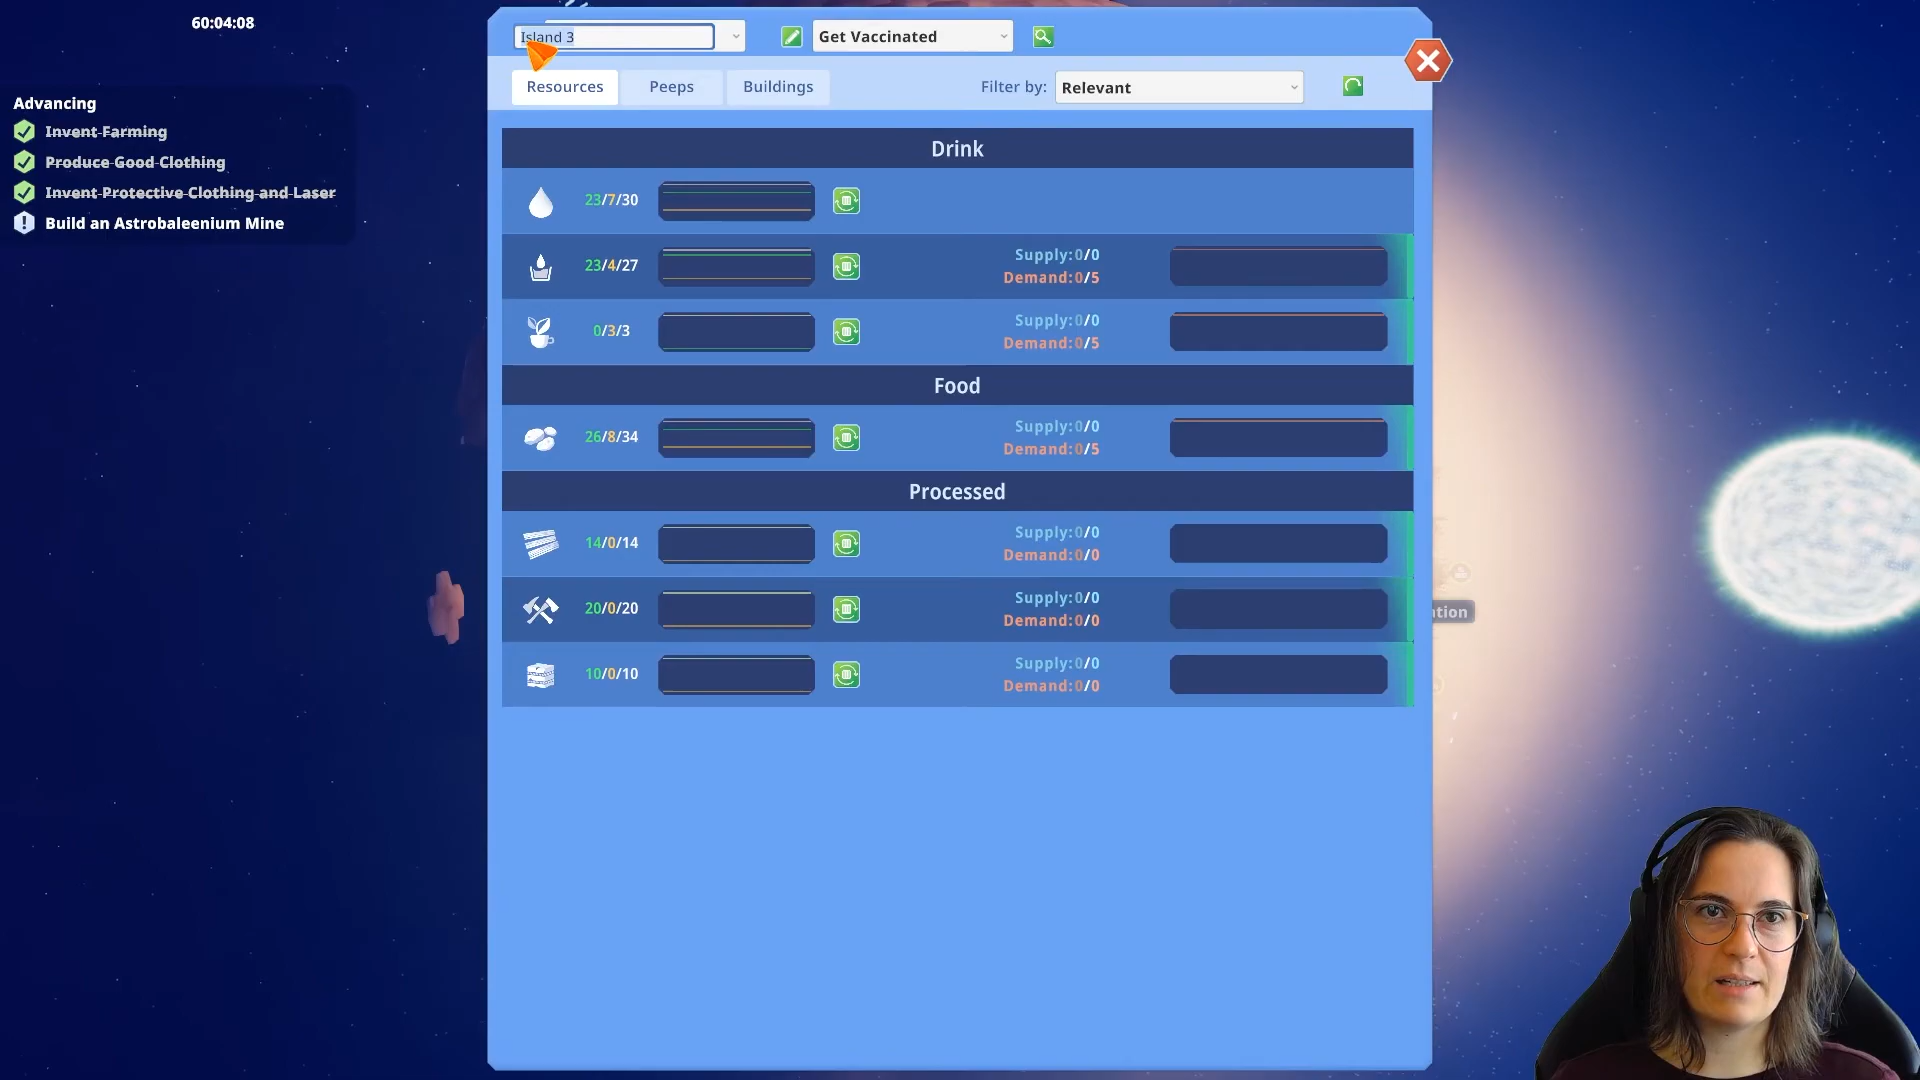 60:04:08
Island 3
Get Vaccinated
Resources
Peeps
Buildings
Filter by:
Relevant
Advancing
Invent Farming
Produce Good Clothing
Invent Protective Clothing and Laser
Build an Astrobaleenium Mine
Drink
23/7/30
23/4/27
Supply:0/0
Demand:0/5
0/3/3
Supply:0/0
Demand:0/5
Food
26/8/34
Supply:0/0
Demand:0/5
Processed
14/0/14
Supply:0/0
Demand:0/0
20/0/20
Supply:0/0
Demand:0/0
10/0/10
Supply:0/0
Demand:0/0